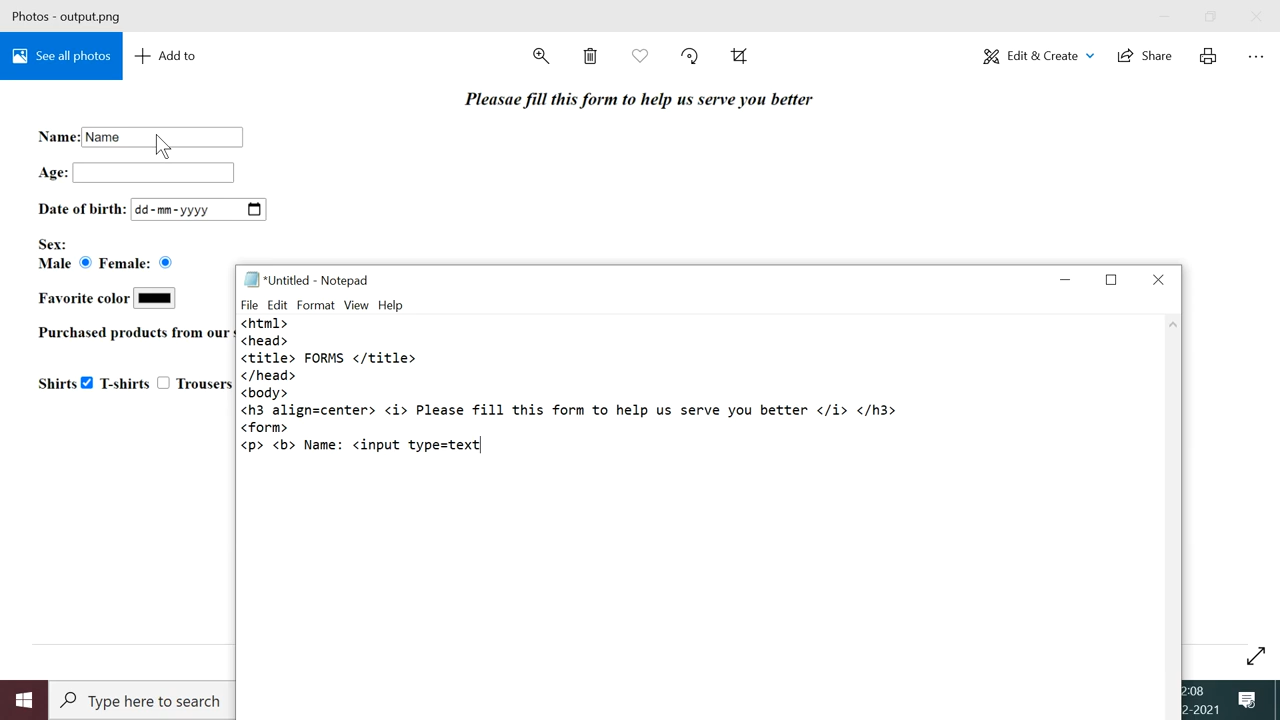 Photos - output.png
See all photos
Add to
Edit & Create
Share
Pleasae fill this form to help us serve you better
Name: Name
Age:
Date of birth: dd-mm-yyyy
Sex:
Male Female:
Favorite color
Purchased products from our
Shirts T-shirts Trousers
*Untitled - Notepad
File Edit Format View Help
<html>
<head>
<title> FORMS </title>
</head>
<body>
<h3 align=center> <i> Please fill this form to help us serve you better </i> </h3>
<form>
<p> <b> Name: <input type=text
Type here to search
2:08
2-2021